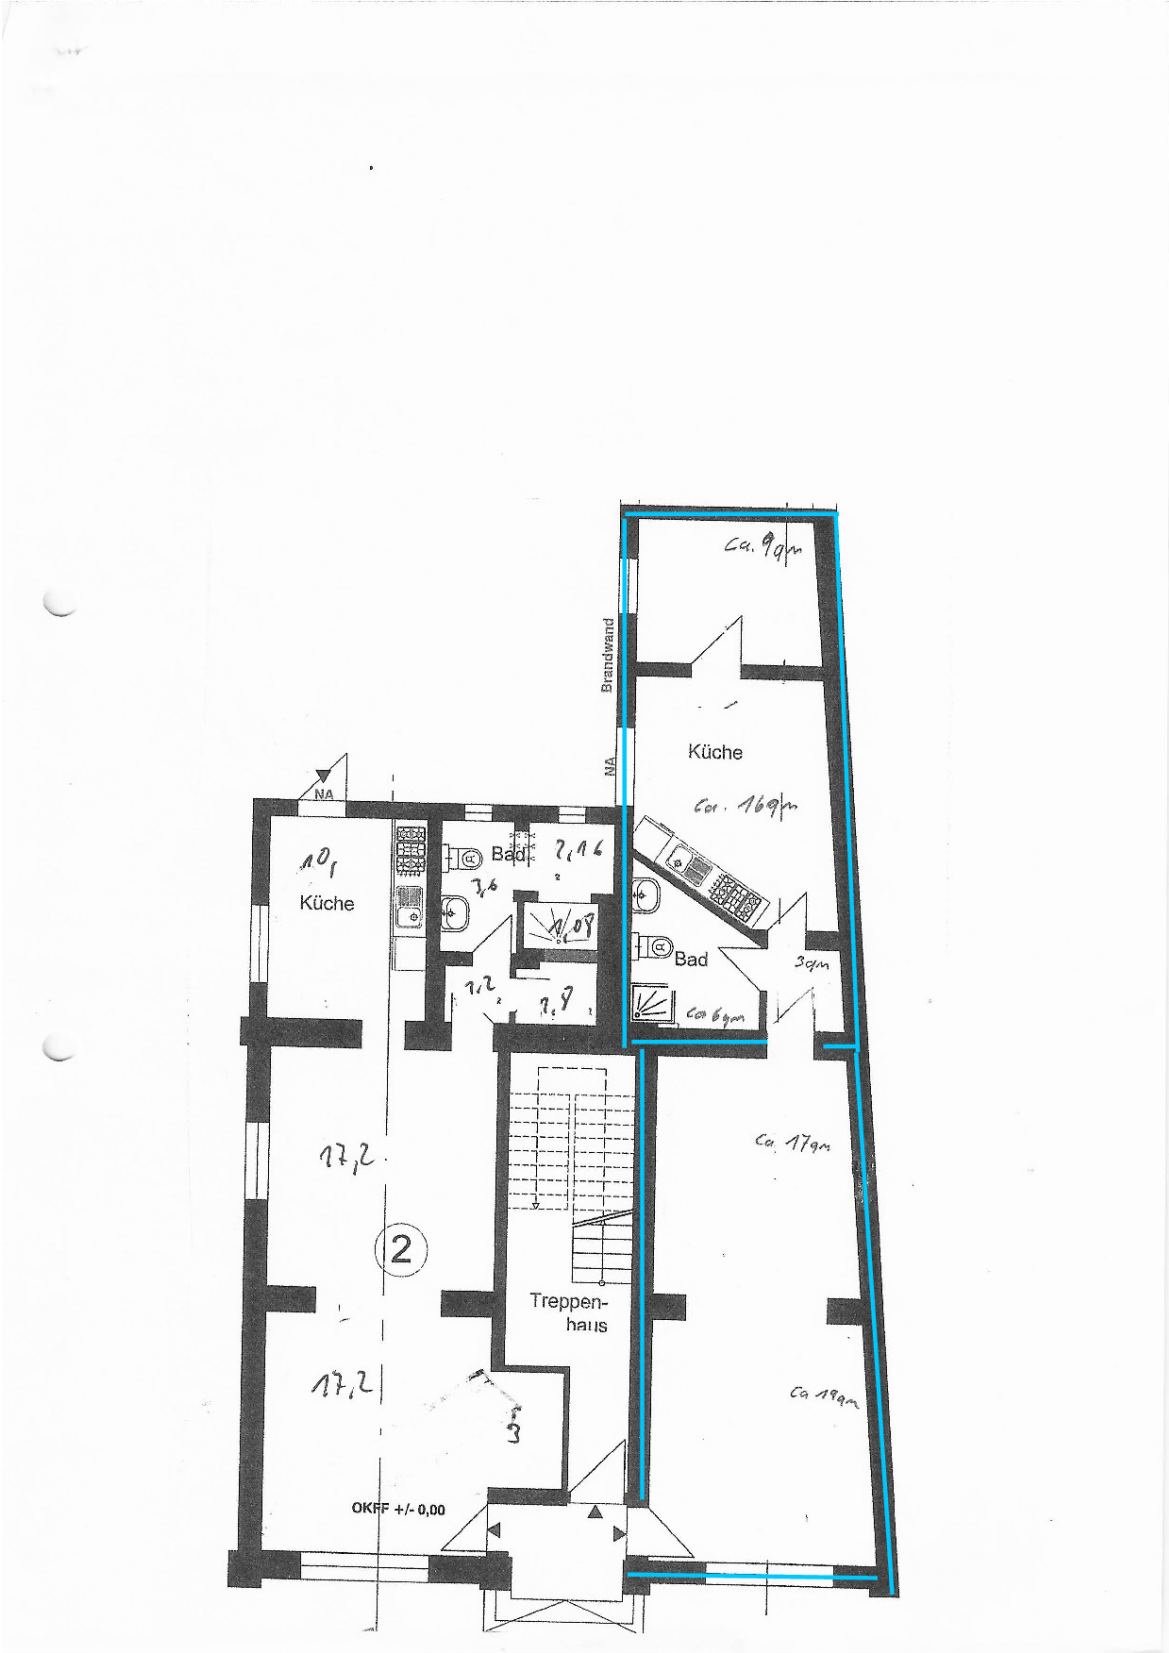 ca. 9qm
Brandwand
Küche
NA
NA
ca. 16qm
10,
Bad
2,16
3,6
Küche
1,08
Bad
3qm
1,2
1,8
ca 6qm
ca. 17qm
17,2
2
Treppen-
haus
17,2
ca 19qm
3
OKFF +/- 0,00